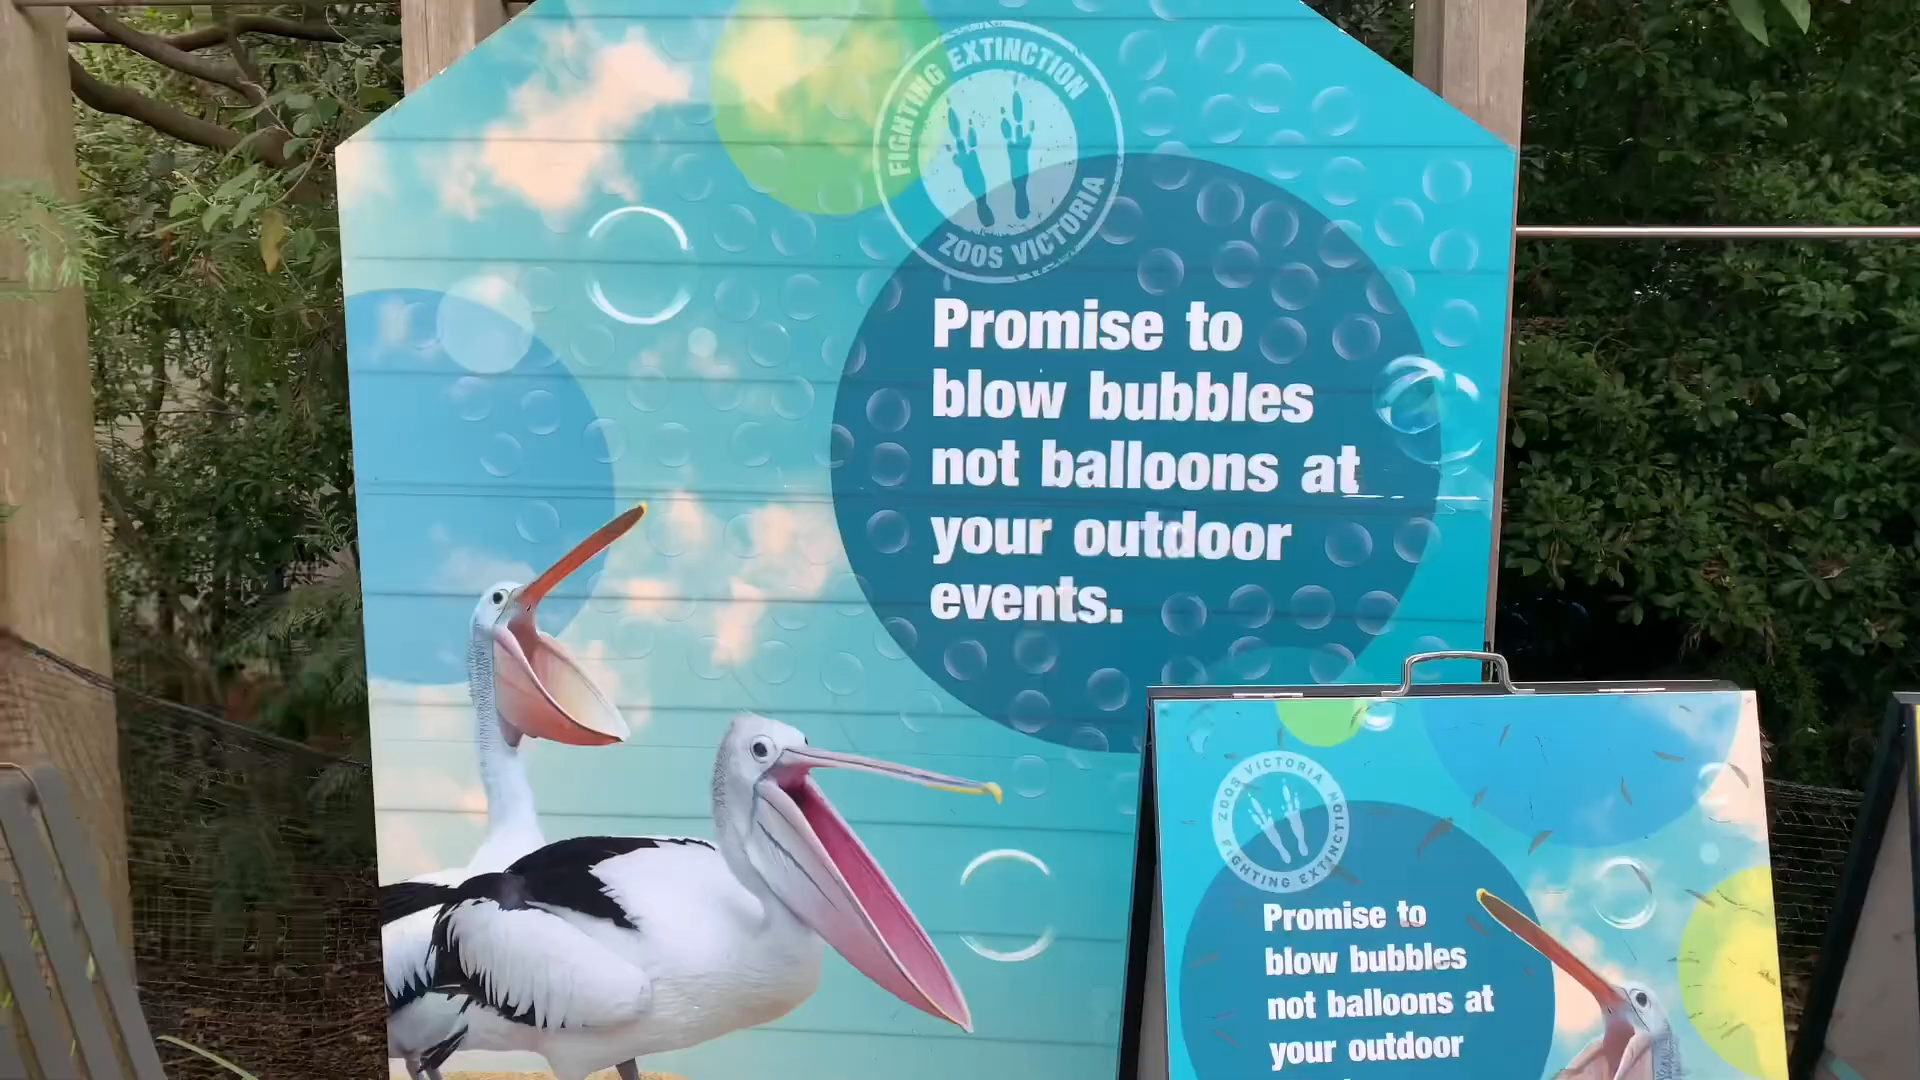 FIGHTING EXTINCTION
ZOOS VICTORIA
Promise to
blow bubbles
not balloons at
your outdoor
events.
ZOOS VICTORIA
FIGHTING EXTINCTION
Promise to
blow bubbles
not balloons at
your outdoor